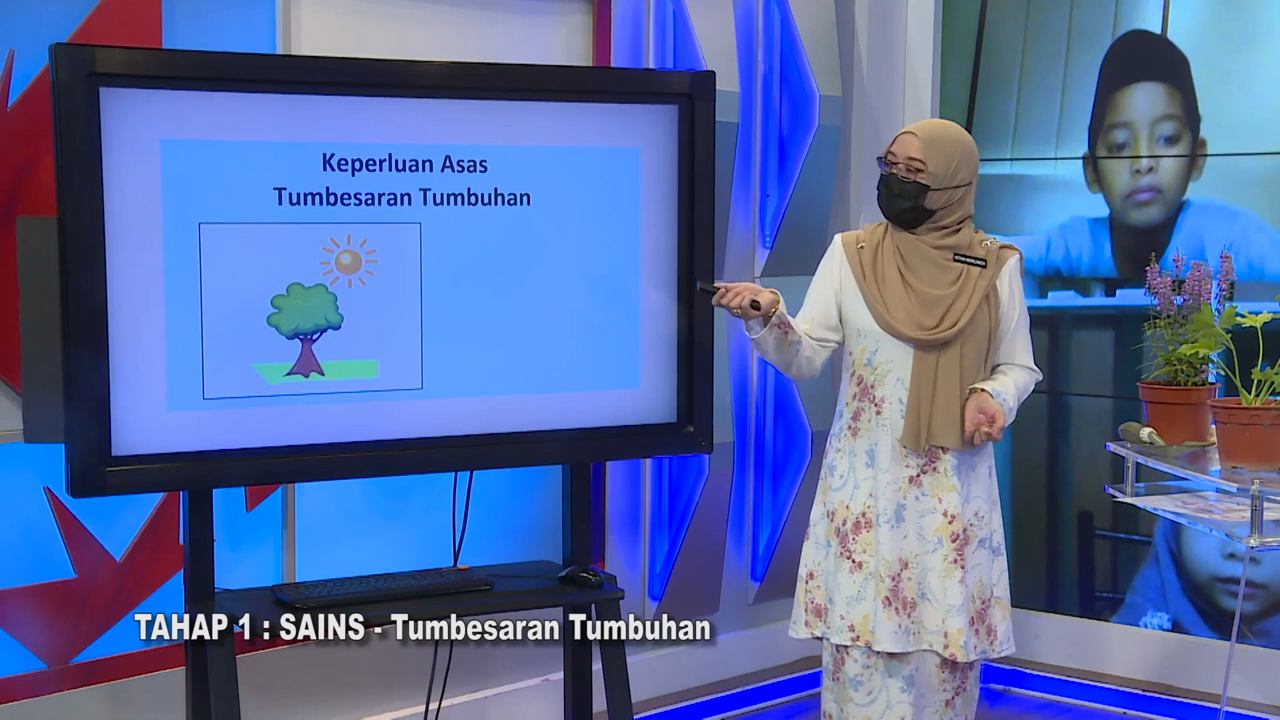 Keperluan Asas
Tumbesaran Tumbuhan
TAHAP 1 : SAINS - Tumbesaran Tumbuhan